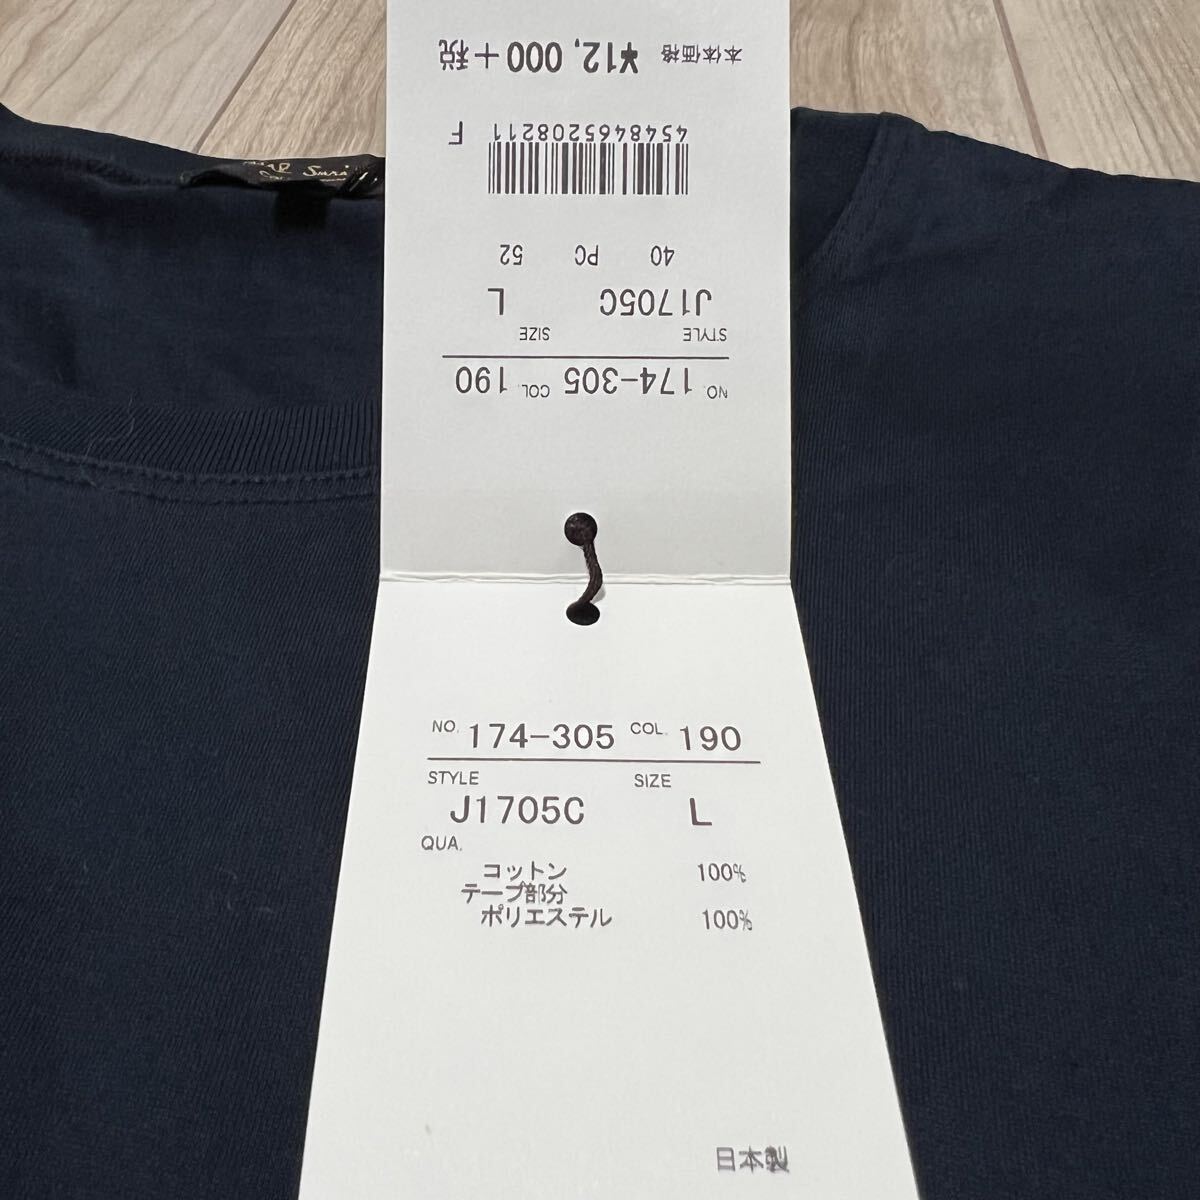 本体価格 ¥12,000+税
4548465208211 F
40 PC 52
J1705C L
STYLE SIZE
NO. 174-305 COL. 190
NO. 174-305 COL. 190
STYLE SIZE
J1705C L
QUA.
コットン 100%
テープ部分
ポリエステル 100%
日本製